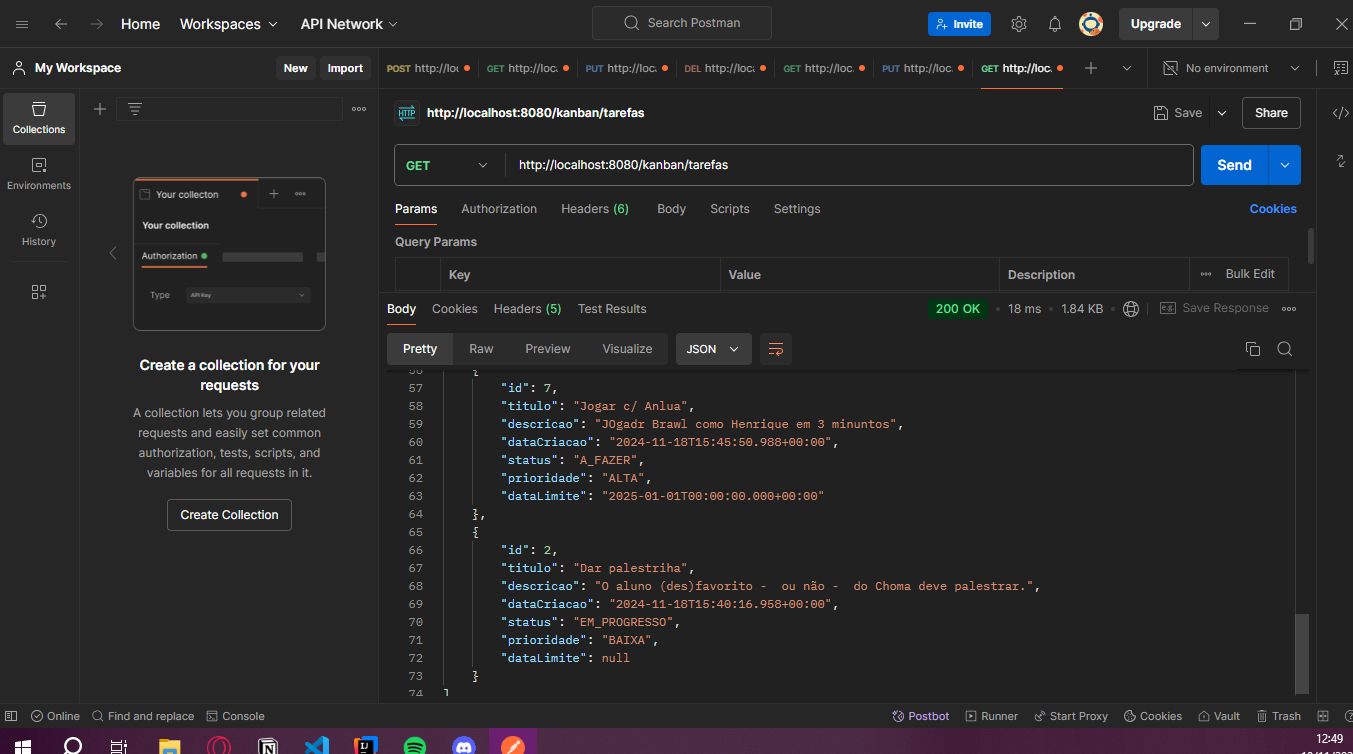 Home
Workspaces
API Network
Search Postman
Invite
Upgrade
My Workspace
New
Import
POST http://loc
GET http://loc.
PUT http://loc.
DEL http://loc.
GET http://loc.
PUT http://loc.
GET http://loc.
No environment
Collections
Environments
History
HTTP
http://localhost:8080/kanban/tarefas
Save
Share
GET
http://localhost:8080/kanban/tarefas
Send
Params
Authorization
Headers (6)
Body
Scripts
Settings
Cookies
Query Params
Key
Value
Description
Bulk Edit
Your collecton
Your collection
Authorization
Type
API Key
Create a collection for your
requests
A collection lets you group related
requests and easily set common
authorization, tests, scripts, and
variables for all requests in it.
Create Collection
Body
Cookies
Headers (5)
Test Results
200 OK
18 ms
1.84 KB
Save Response
Pretty
Raw
Preview
Visualize
JSON
56 {
57 "id": 7,
58 "titulo": "Jogar c/ Anlua",
59 "descricao": "JOgadr Brawl como Henrique em 3 minuntos",
60 "dataCriacao": "2024-11-18T15:45:50.988+00:00",
61 "status": "A_FAZER",
62 "prioridade": "ALTA",
63 "dataLimite": "2025-01-01T00:00:00.000+00:00"
64 },
65 {
66 "id": 2,
67 "titulo": "Dar palestriha",
68 "descricao": "O aluno (des)favorito -  ou não -  do Choma deve palestrar.",
69 "dataCriacao": "2024-11-18T15:40:16.958+00:00",
70 "status": "EM_PROGRESSO",
71 "prioridade": "BAIXA",
72 "dataLimite": null
73 }
74 ]
Online
Find and replace
Console
Postbot
Runner
Start Proxy
Cookies
Vault
Trash
12:49